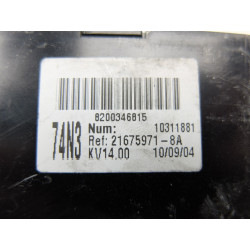 8200346815
74N3
Num: 10311881
Ref: 21675971-8A
KV14.00 10/09/04